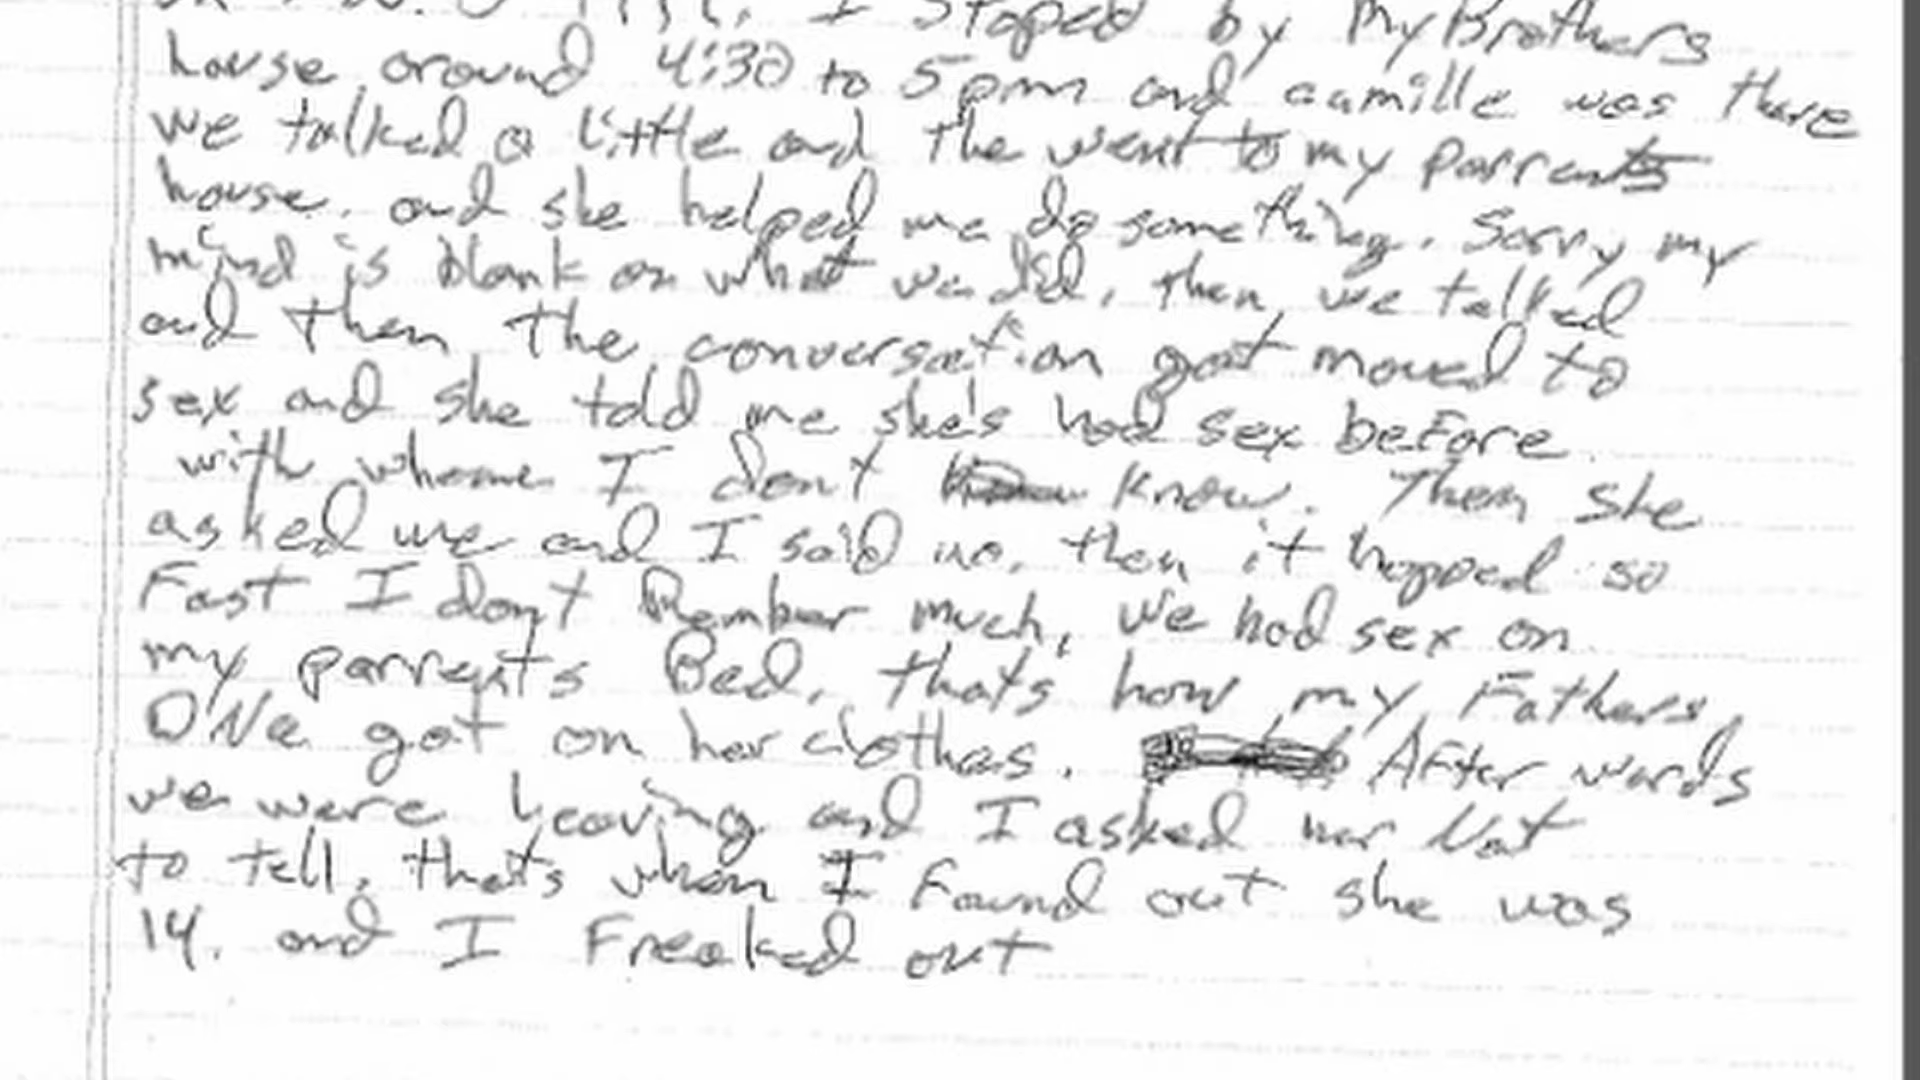 I Stoped by My Brothers
house around 4:30 to 5pm and camille was there
we talked a little and the went to my parrents
house. and she helped me do something. Sorry my
mind is blank on what we did, then we talked
and then the conversation got moved to
sex and she told me she's had sex before
with whome I don't know. Then she
asked me and I said no, then it happed so
Fast I don't Rember much, We had sex on
my parrents Bed, that's how my Fathers,
DNa got on her clothes. After words
we were Leaving and I asked her Not
to tell, that's when I Found out she was
14. and I Freaked out